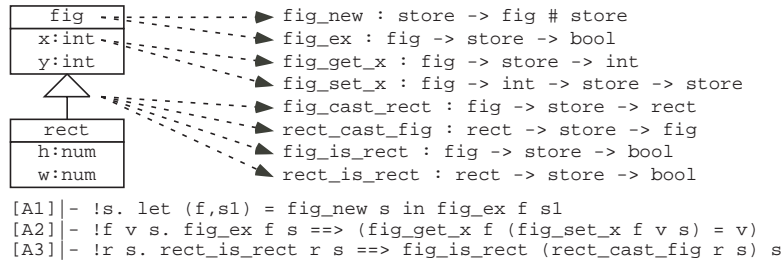 fig
x:int
y:int
rect
h:num
w:num
fig_new : store -> fig # store
fig_ex : fig -> store -> bool
fig_get_x : fig -> store -> int
fig_set_x : fig -> int -> store -> store
fig_cast_rect : fig -> store -> rect
rect_cast_fig : rect -> store -> fig
fig_is_rect : fig -> store -> bool
rect_is_rect : rect -> store -> bool
[A1]|- !s. let (f,s1) = fig_new s in fig_ex f s1
[A2]|- !f v s. fig_ex f s ==> (fig_get_x f (fig_set_x f v s) = v)
[A3]|- !r s. rect_is_rect r s ==> fig_is_rect (rect_cast_fig r s) s